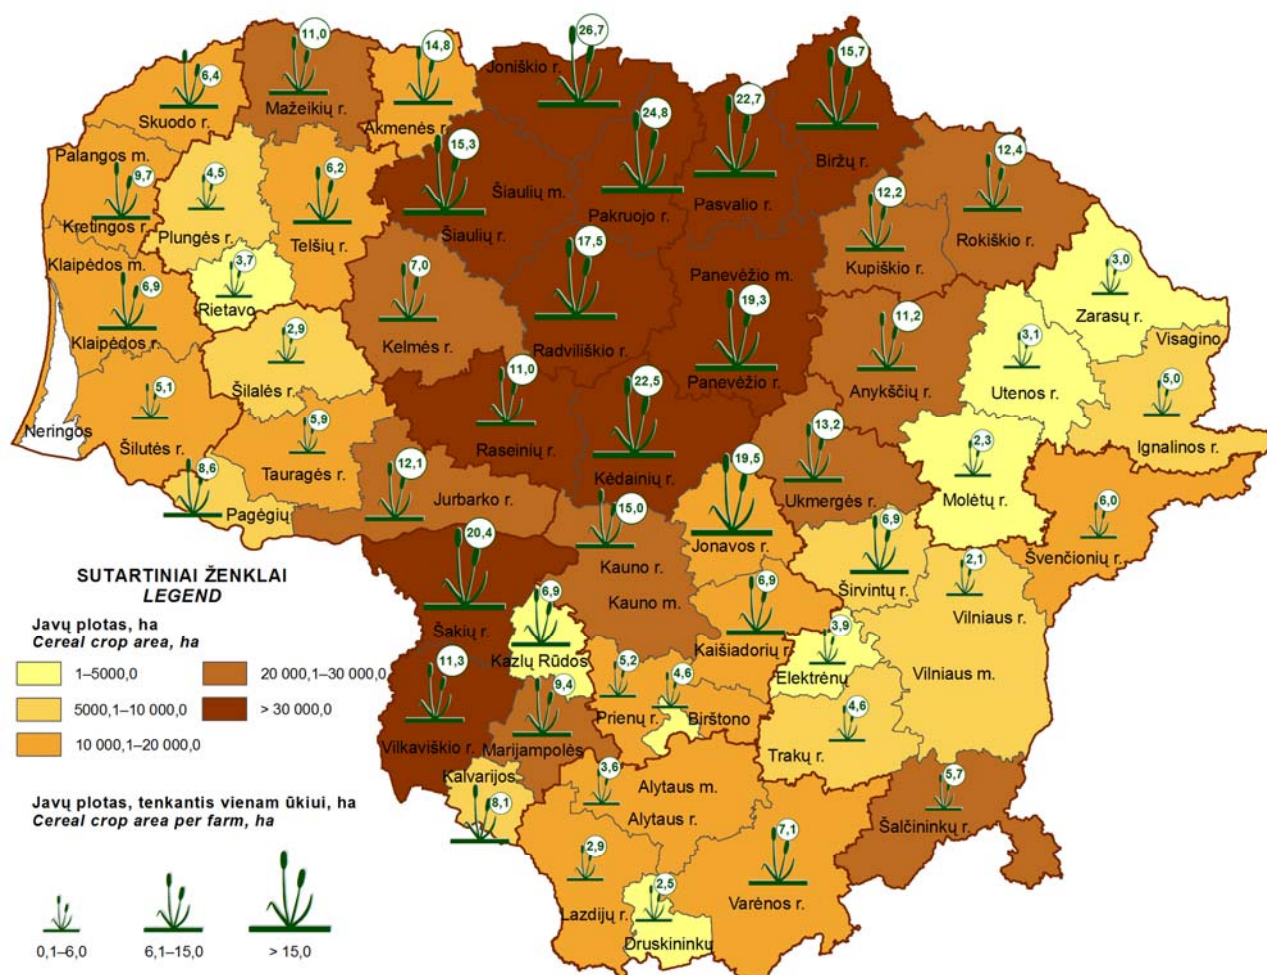 26,7
11,0
14,8
Joniškio r.
15,7
6,4
Mažeikių r.
22,7
24,8
Skuodo r.
Akmenės r.
15,3
Biržų r.
12,4
Palangos m.
9,7
4,5
6,2
Šiaulių m.
Pakruojo r.
Pasvalio r.
12,2
Kretingos r.
Plungės r.
Telšių r.
Šiaulių r.
17,5
Rokiškio r.
Klaipėdos m.
3,7
7,0
Panevėžio m.
Kupiškio r.
3,0
6,9
Rietavo
19,3
11,2
Zarasų r.
Klaipėdos r.
2,9
Kelmės r.
Radviliškio r.
3,1
Visagino
11,0
22,5
Panevėžio r.
Anykščių r.
Utenos r.
5,0
5,1
Šilalės r.
Neringos
5,9
13,2
2,3
Ignalinos r.
Šilutės r.
Raseinių r.
19,5
8,6
Tauragės r.
12,1
Kėdainių r.
Jurbarko r.
Ukmergės r.
Molėtų r.
6,0
Pagėgių
15,0
6,9
20,4
Jonavos r.
2,1
Švenčionių r.
SUTARTINIAI ŽENKLAI
LEGEND
Kauno r.
6,9
Širvintų r.
6,9
Kauno m.
Vilniaus r.
Javų plotas, ha
Cereal crop area, ha
Šakių r.
3,9
Kaišiadorių r.
11,3
Kazlų Rūdos
5,2
4,6
Elektrėnų
1–5000,0
20 000,1–30 000,0
Vilniaus m.
9,4
4,6
5000,1–10 000,0
> 30 000,0
Prienų r.
Birštono
10 000,1–20 000,0
Vilkaviškio r.
Marijampolės
Trakų r.
Kalvarijos
3,6
5,7
Alytaus m.
Javų plotas, tenkantis vienam ūkiui, ha
Cereal crop area per farm, ha
8,1
Alytaus r.
Šalčininkų r.
7,1
2,9
2,5
Varėnos r.
Lazdijų r.
Druskininkų
0,1–6,0
6,1–15,0
> 15,0